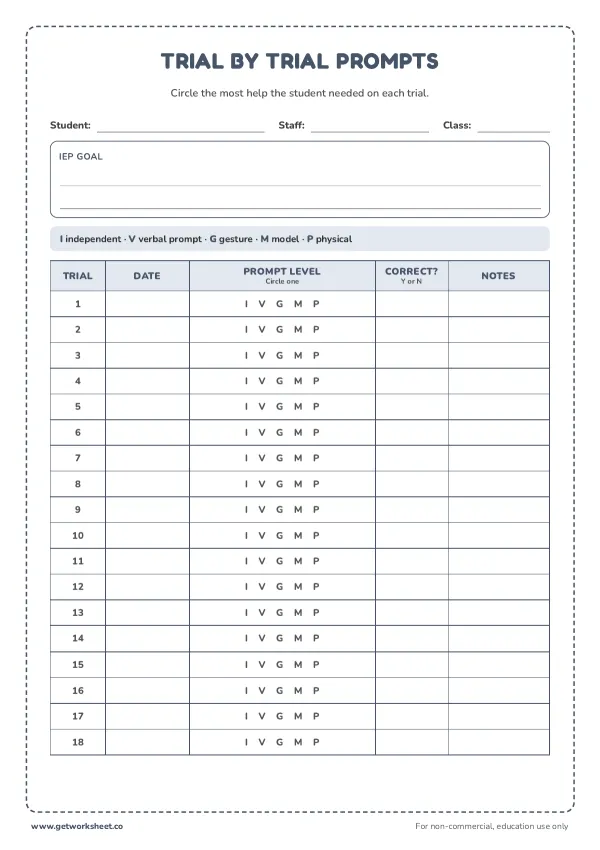 TRIAL BY TRIAL PROMPTS
Circle the most help the student needed on each trial.
Student: Staff: Class:
IEP GOAL
I independent · V verbal prompt · G gesture · M model · P physical
TRIAL DATE PROMPT LEVEL CORRECT? NOTES
Circle one Y or N
1 I V G M P
2 I V G M P
3 I V G M P
4 I V G M P
5 I V G M P
6 I V G M P
7 I V G M P
8 I V G M P
9 I V G M P
10 I V G M P
11 I V G M P
12 I V G M P
13 I V G M P
14 I V G M P
15 I V G M P
16 I V G M P
17 I V G M P
18 I V G M P
www.getworksheet.co For non-commercial, education use only